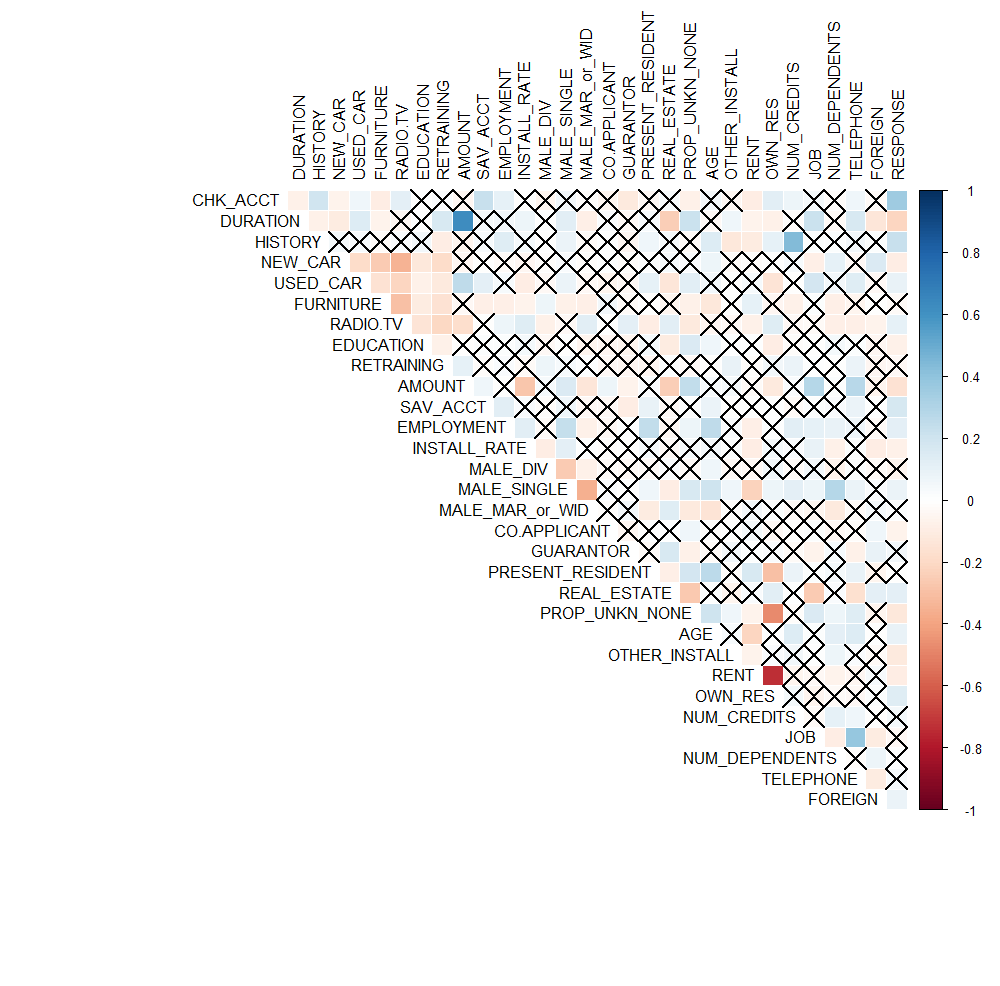 DURATION
HISTORY
NEW_CAR
USED_CAR
FURNITURE
RADIO.TV
EDUCATION
RETRAINING
AMOUNT
SAV_ACCT
EMPLOYMENT
INSTALL_RATE
MALE_DIV
MALE_SINGLE
MALE_MAR_or_WID
CO.APPLICANT
GUARANTOR
PRESENT_RESIDENT
REAL_ESTATE
PROP_UNKN_NONE
AGE
OTHER_INSTALL
RENT
OWN_RES
NUM_CREDITS
JOB
NUM_DEPENDENTS
TELEPHONE
FOREIGN
RESPONSE
CHK_ACCT
DURATION
HISTORY
NEW_CAR
USED_CAR
FURNITURE
RADIO.TV
EDUCATION
RETRAINING
AMOUNT
SAV_ACCT
EMPLOYMENT
INSTALL_RATE
MALE_DIV
MALE_SINGLE
MALE_MAR_or_WID
CO.APPLICANT
GUARANTOR
PRESENT_RESIDENT
REAL_ESTATE
PROP_UNKN_NONE
AGE
OTHER_INSTALL
RENT
OWN_RES
NUM_CREDITS
JOB
NUM_DEPENDENTS
TELEPHONE
FOREIGN
1
0.8
0.6
0.4
0.2
0
-0.2
-0.4
-0.6
-0.8
-1